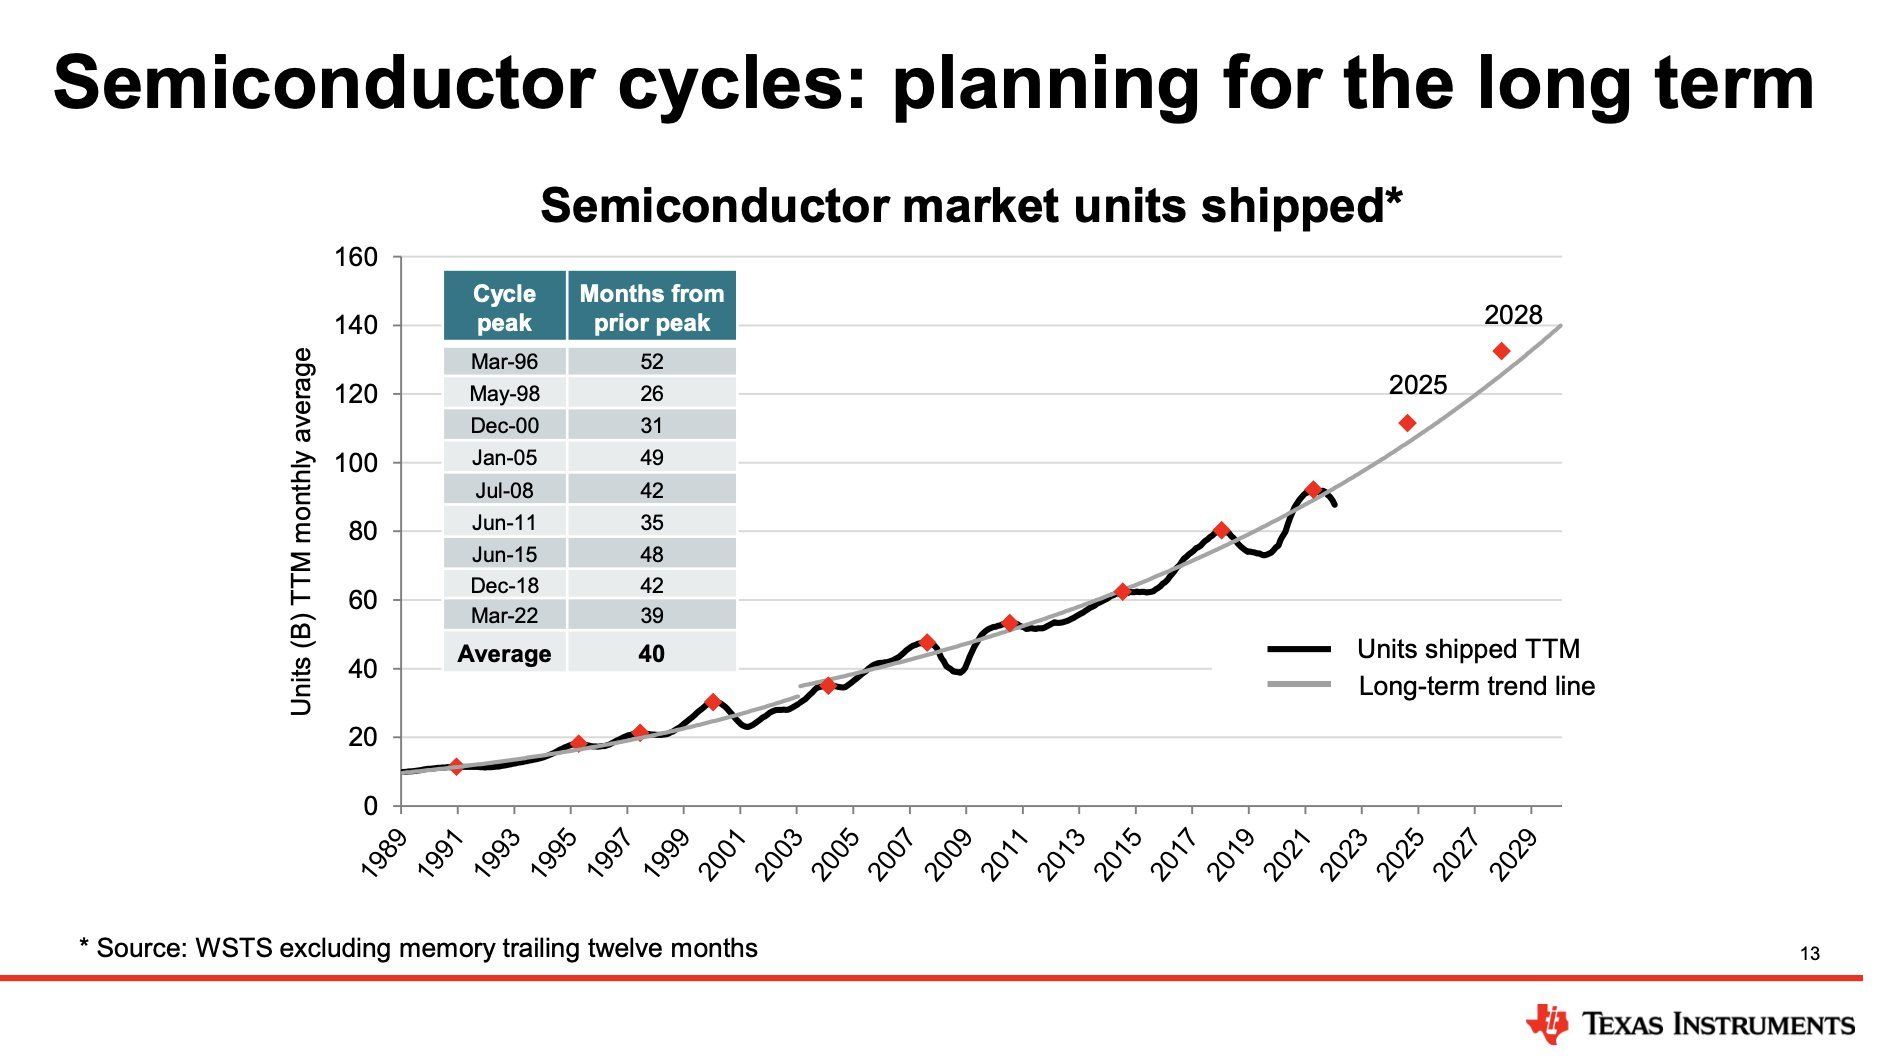 Semiconductor cycles: planning for the long term
Semiconductor market units shipped*
Units (B) TTM monthly average
160
140
120
100
80
60
40
20
0
Cycle peak
Months from prior peak
Mar-96 52
May-98 26
Dec-00 31
Jan-05 49
Jul-08 42
Jun-11 35
Jun-15 48
Dec-18 42
Mar-22 39
Average 40
2028
2025
Units shipped TTM
Long-term trend line
1989 1991 1993 1995 1997 1999 2001 2003 2005 2007 2009 2011 2013 2015 2017 2019 2021 2023 2025 2027 2029
* Source: WSTS excluding memory trailing twelve months
13
TEXAS INSTRUMENTS